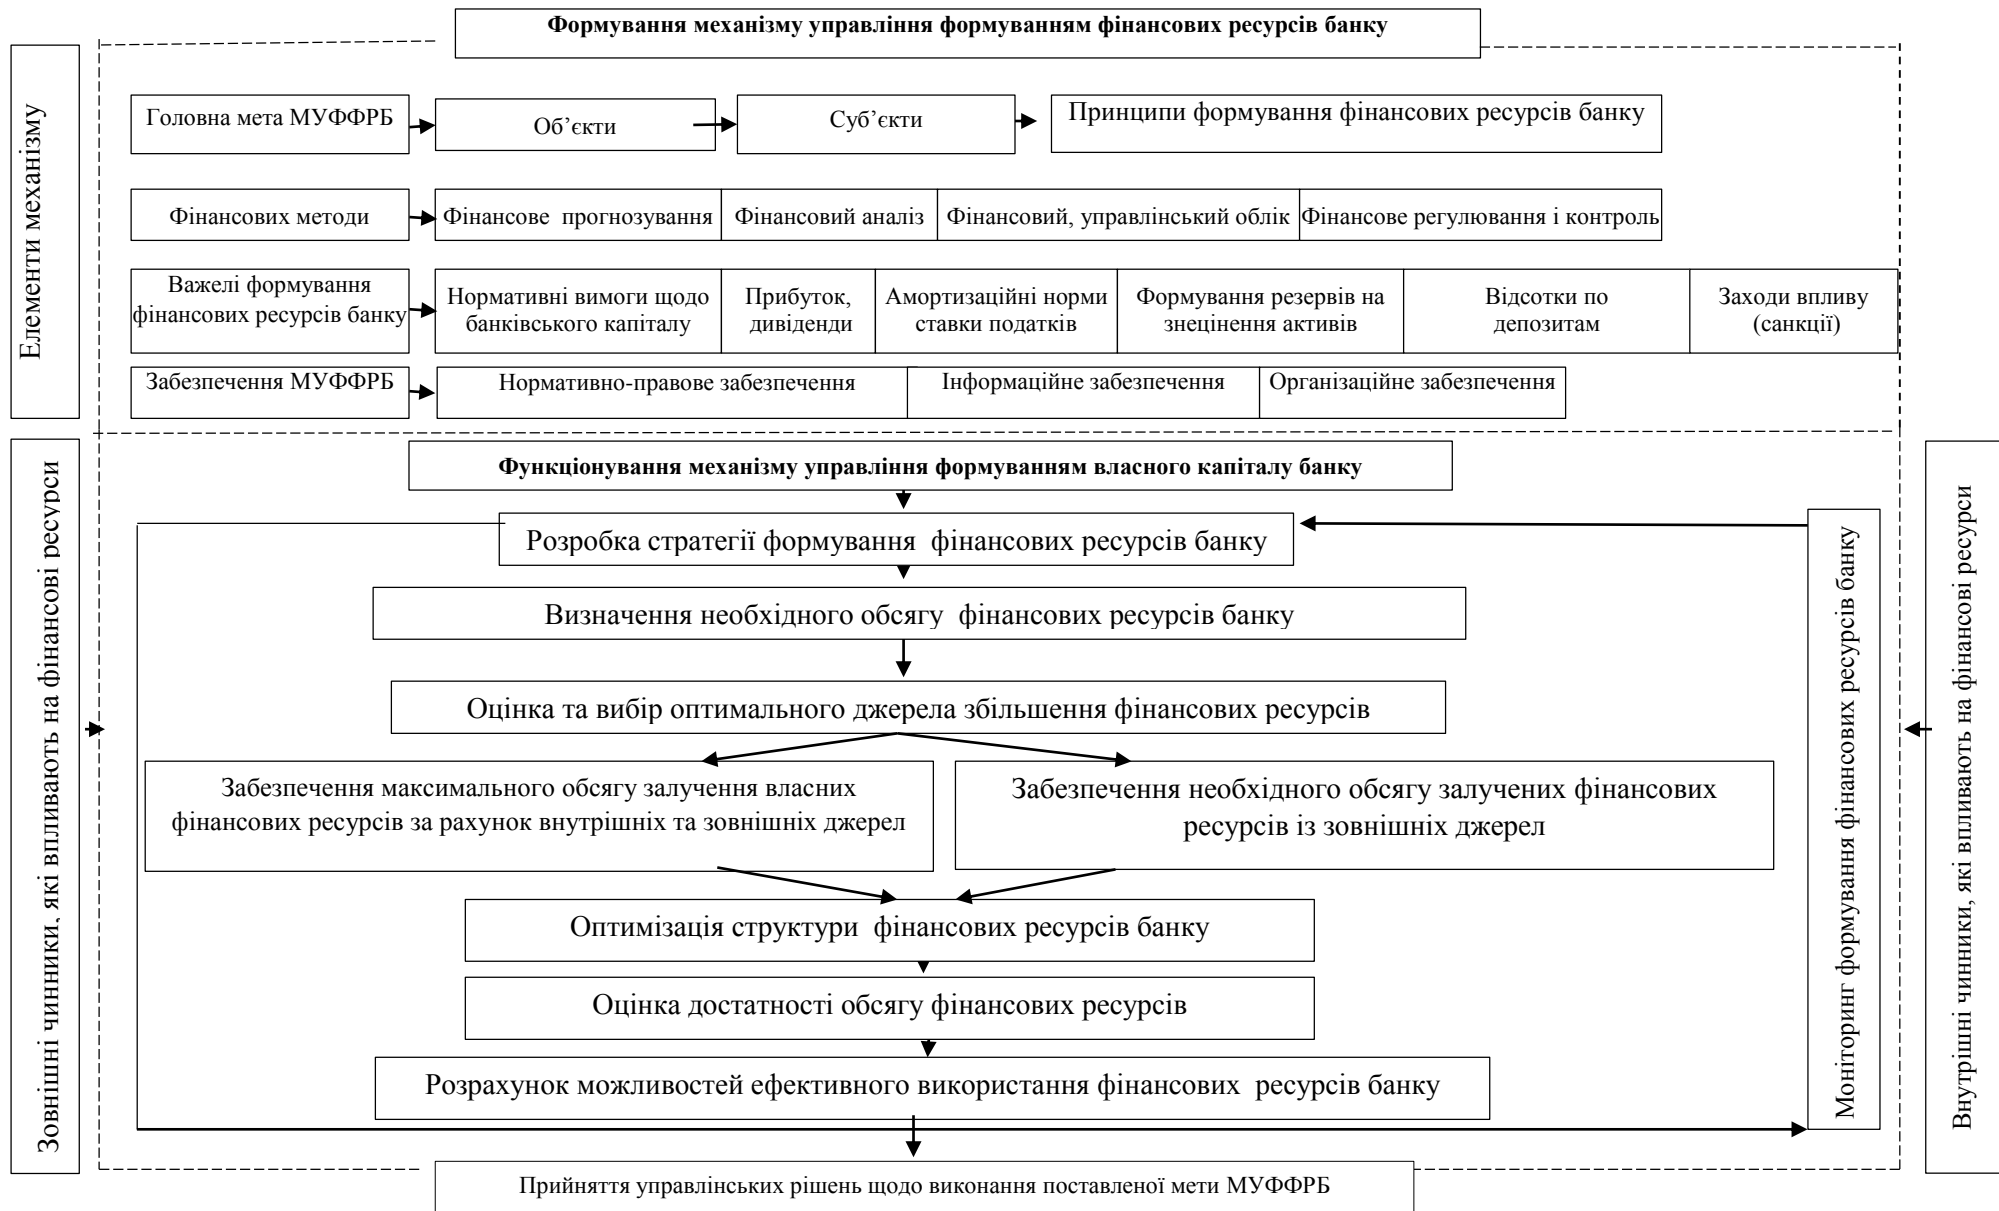 Формування механізму управління формуванням фінансових ресурсів банку
Елементи механізму
Головна мета МУФФРБ
Об’єкти
Суб’єкти
Принципи формування фінансових ресурсів банку
Фінансових методи
Фінансове прогнозування
Фінансовий аналіз
Фінансовий, управлінський облік
Фінансове регулювання і контроль
Важелі формування
фінансових ресурсів банку
Нормативні вимоги щодо
банківського капіталу
Прибуток,
дивіденди
Амортизаційні норми
ставки податків
Формування резервів на
знецінення активів
Відсотки по
депозитам
Заходи впливу
(санкції)
Забезпечення МУФФРБ
Нормативно-правове забезпечення
Інформаційне забезпечення
Організаційне забезпечення
Зовнішні чинники, які впливають на фінансові ресурси
Функціонування механізму управління формуванням власного капіталу банку
Розробка стратегії формування фінансових ресурсів банку
Визначення необхідного обсягу фінансових ресурсів банку
Оцінка та вибір оптимального джерела збільшення фінансових ресурсів
Забезпечення максимального обсягу залучення власних
фінансових ресурсів за рахунок внутрішніх та зовнішніх джерел
Забезпечення необхідного обсягу залучених фінансових
ресурсів із зовнішніх джерел
Оптимізація структури фінансових ресурсів банку
Оцінка достатності обсягу фінансових ресурсів
Розрахунок можливостей ефективного використання фінансових ресурсів банку
Моніторинг формування фінансових ресурсів банку
Внутрішні чинники, які впливають на фінансові ресурси
Прийняття управлінських рішень щодо виконання поставленої мети МУФФРБ